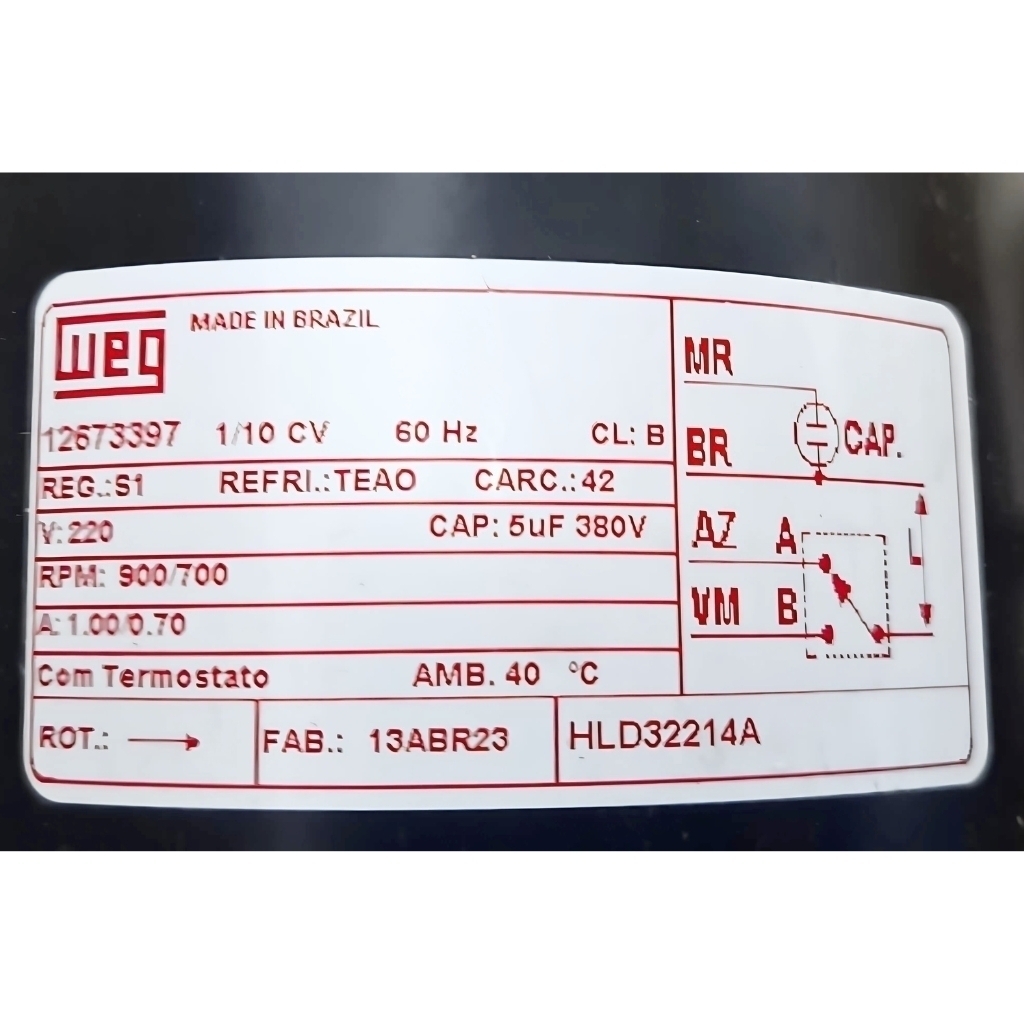 WEG MADE IN BRAZIL
12673397 1/10 CV 60 Hz CL: B
REG.:S1 REFRI.:TEAO CARC.:42
V: 220 CAP: 5uF 380V
RPM: 900/700
A: 1.00/0.70
Com Termostato AMB. 40 °C
ROT.: FAB.: 13ABR23 HLD32214A
MR
CAP.
BR
AZ A
L
VM B